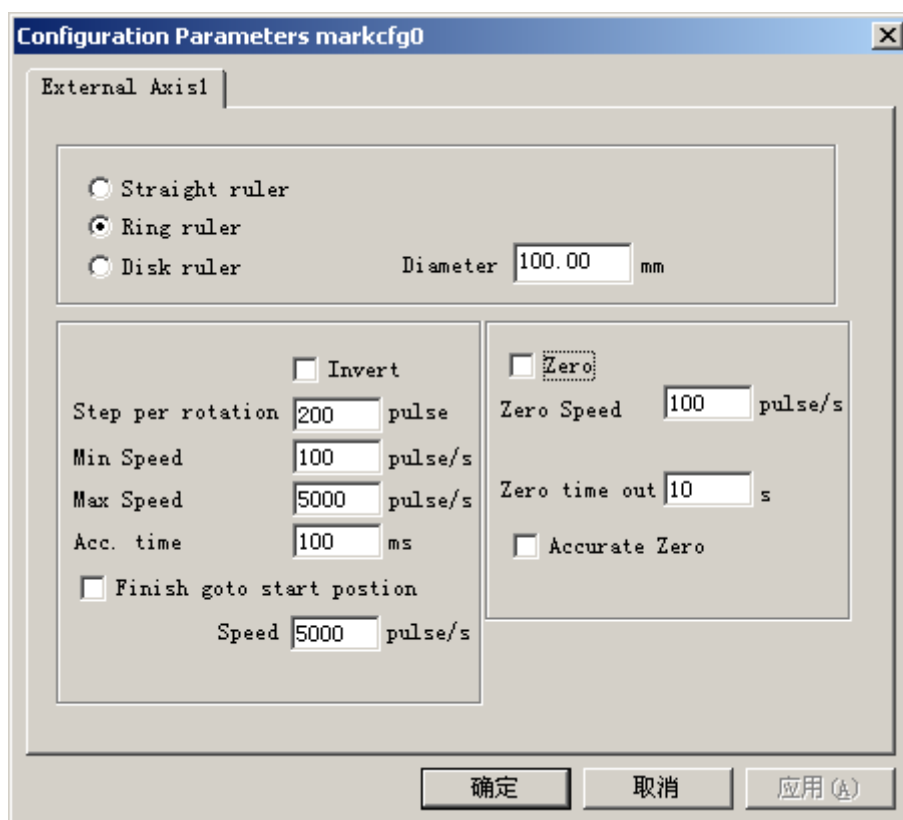 Configuration Parameters markcfg0
External Axis1
Straight ruler
Ring ruler
Disk ruler
Diameter 100.00 mm
Invert
Step per rotation 200 pulse
Min Speed 100 pulse/s
Max Speed 5000 pulse/s
Acc. time 100 ms
Finish goto start postion
Speed 5000 pulse/s
Zero
Zero Speed 100 pulse/s
Zero time out 10 s
Accurate Zero
确定 取消 应用(A)